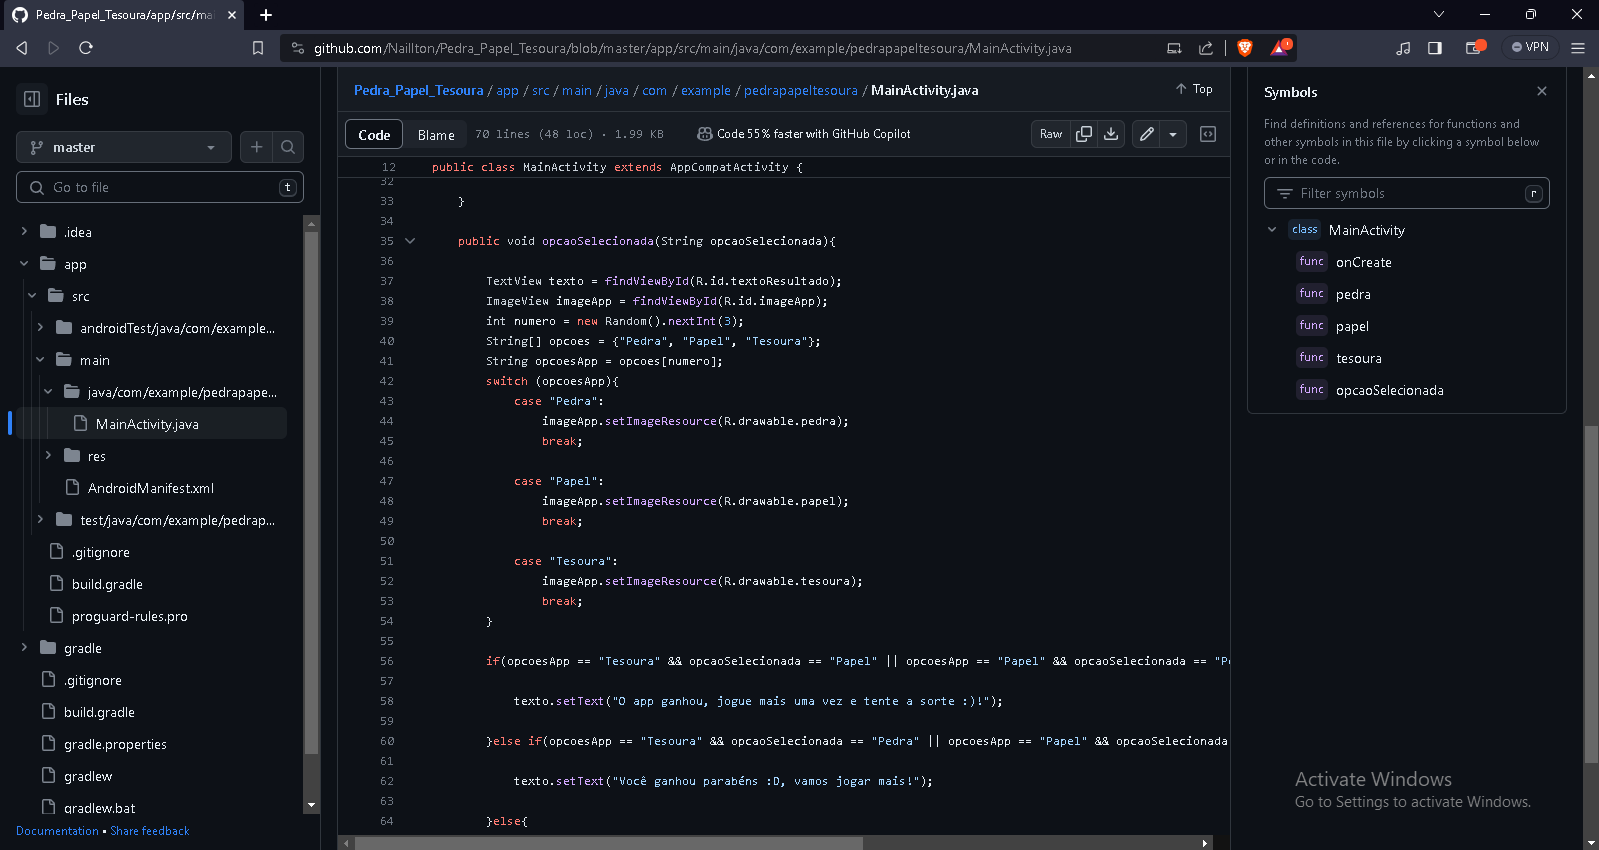 Pedra_Papel_Tesoura/app/src/mai
github.com/Naillton/Pedra_Papel_Tesoura/blob/master/app/src/main/java/com/example/pedrapapeltesoura/MainActivity.java
1
VPN
Files
master
Go to file
t
.idea
app
src
androidTest/java/com/example...
main
java/com/example/pedrapape...
MainActivity.java
res
AndroidManifest.xml
test/java/com/example/pedrap...
.gitignore
build.gradle
proguard-rules.pro
gradle
.gitignore
build.gradle
gradle.properties
gradlew
gradlew.bat
Documentation • Share feedback
Pedra_Papel_Tesoura / app / src / main / java / com / example / pedrapapeltesoura / MainActivity.java
Top
Code
Blame
70 lines (48 loc) · 1.99 KB
Code 55% faster with GitHub Copilot
Raw
12 public class MainActivity extends AppCompatActivity {
32
33 }
34
35 public void opcaoSelecionada(String opcaoSelecionada){
36
37 TextView texto = findViewById(R.id.textoResultado);
38 ImageView imageApp = findViewById(R.id.imageApp);
39 int numero = new Random().nextInt(3);
40 String[] opcoes = {"Pedra", "Papel", "Tesoura"};
41 String opcoesApp = opcoes[numero];
42 switch (opcoesApp){
43 case "Pedra":
44 imageApp.setImageResource(R.drawable.pedra);
45 break;
46
47 case "Papel":
48 imageApp.setImageResource(R.drawable.papel);
49 break;
50
51 case "Tesoura":
52 imageApp.setImageResource(R.drawable.tesoura);
53 break;
54 }
55
56 if(opcoesApp == "Tesoura" && opcaoSelecionada == "Papel" || opcoesApp == "Papel" && opcaoSelecionada == "Pe
57
58 texto.setText("O app ganhou, jogue mais uma vez e tente a sorte :)!");
59
60 }else if(opcoesApp == "Tesoura" && opcaoSelecionada == "Pedra" || opcoesApp == "Papel" && opcaoSelecionada
61
62 texto.setText("Você ganhou parabéns :D, vamos jogar mais!");
63
64 }else{
Symbols
Find definitions and references for functions and
other symbols in this file by clicking a symbol below
or in the code.
Filter symbols
r
class MainActivity
func onCreate
func pedra
func papel
func tesoura
func opcaoSelecionada
Activate Windows
Go to Settings to activate Windows.